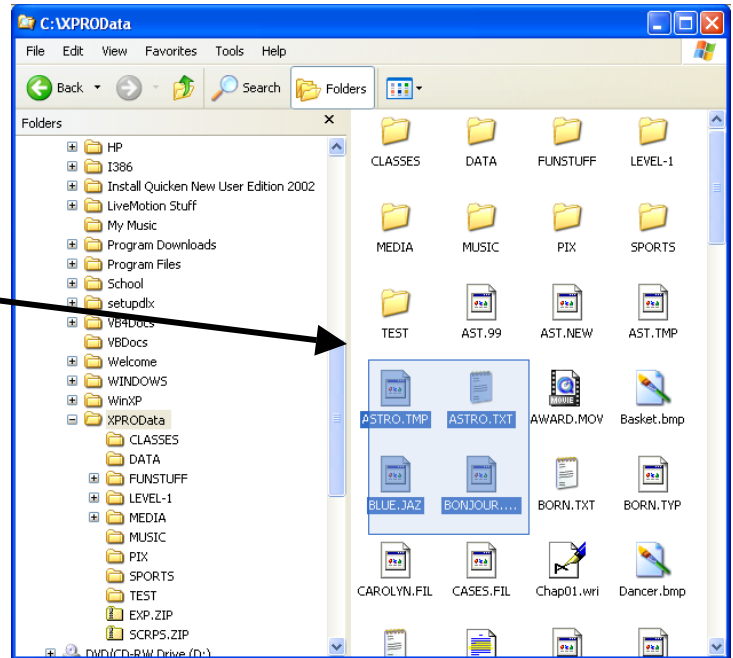 C:\XPROData
File Edit View Favorites Tools Help
Back Search Folders
Folders
HP
I386
Install Quicken New User Edition 2002
LiveMotion Stuff
My Music
Program Downloads
Program Files
School
setupdlx
VB4Docs
VBDocs
Welcome
WINDOWS
WinXP
XPROData
CLASSES
DATA
FUNSTUFF
LEVEL-1
MEDIA
MUSIC
PIX
SPORTS
TEST
EXP.ZIP
SCRPS.ZIP
DVD/CD-RW Drive (D:)
CLASSES DATA FUNSTUFF LEVEL-1
MEDIA MUSIC PIX SPORTS
TEST AST.99 AST.NEW AST.TMP
ASTRO.TMP ASTRO.TXT AWARD.MOV Basket.bmp
BLUE.JAZ BONJOUR.... BORN.TXT BORN.TYP
CAROLYN.FIL CASES.FIL Chap01.wri Dancer.bmp